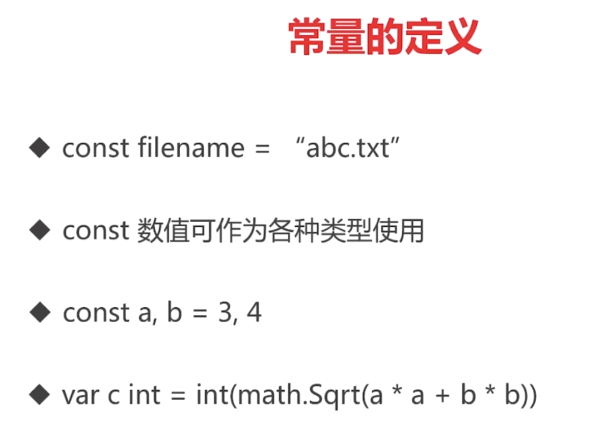 常量的定义
◆ const filename = “abc.txt”
◆ const 数值可作为各种类型使用
◆ const a, b = 3, 4
◆ var c int = int(math.Sqrt(a * a + b * b))